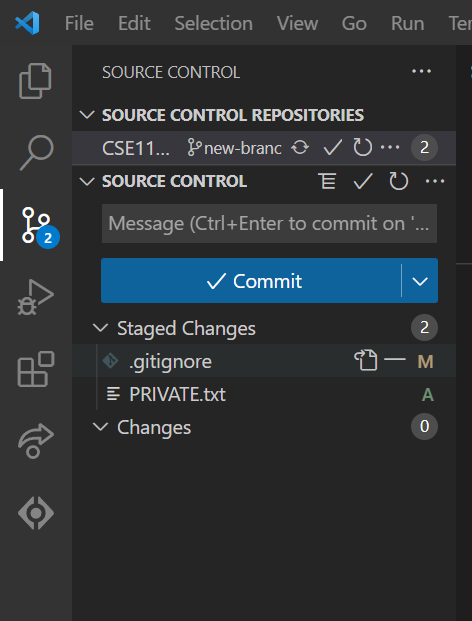 File Edit Selection View Go Run
SOURCE CONTROL ...
SOURCE CONTROL REPOSITORIES
CSE11... new-branc ... 2
SOURCE CONTROL ...
2
Message (Ctrl+Enter to commit on '...
Commit
Staged Changes 2
.gitignore M
PRIVATE.txt A
Changes 0